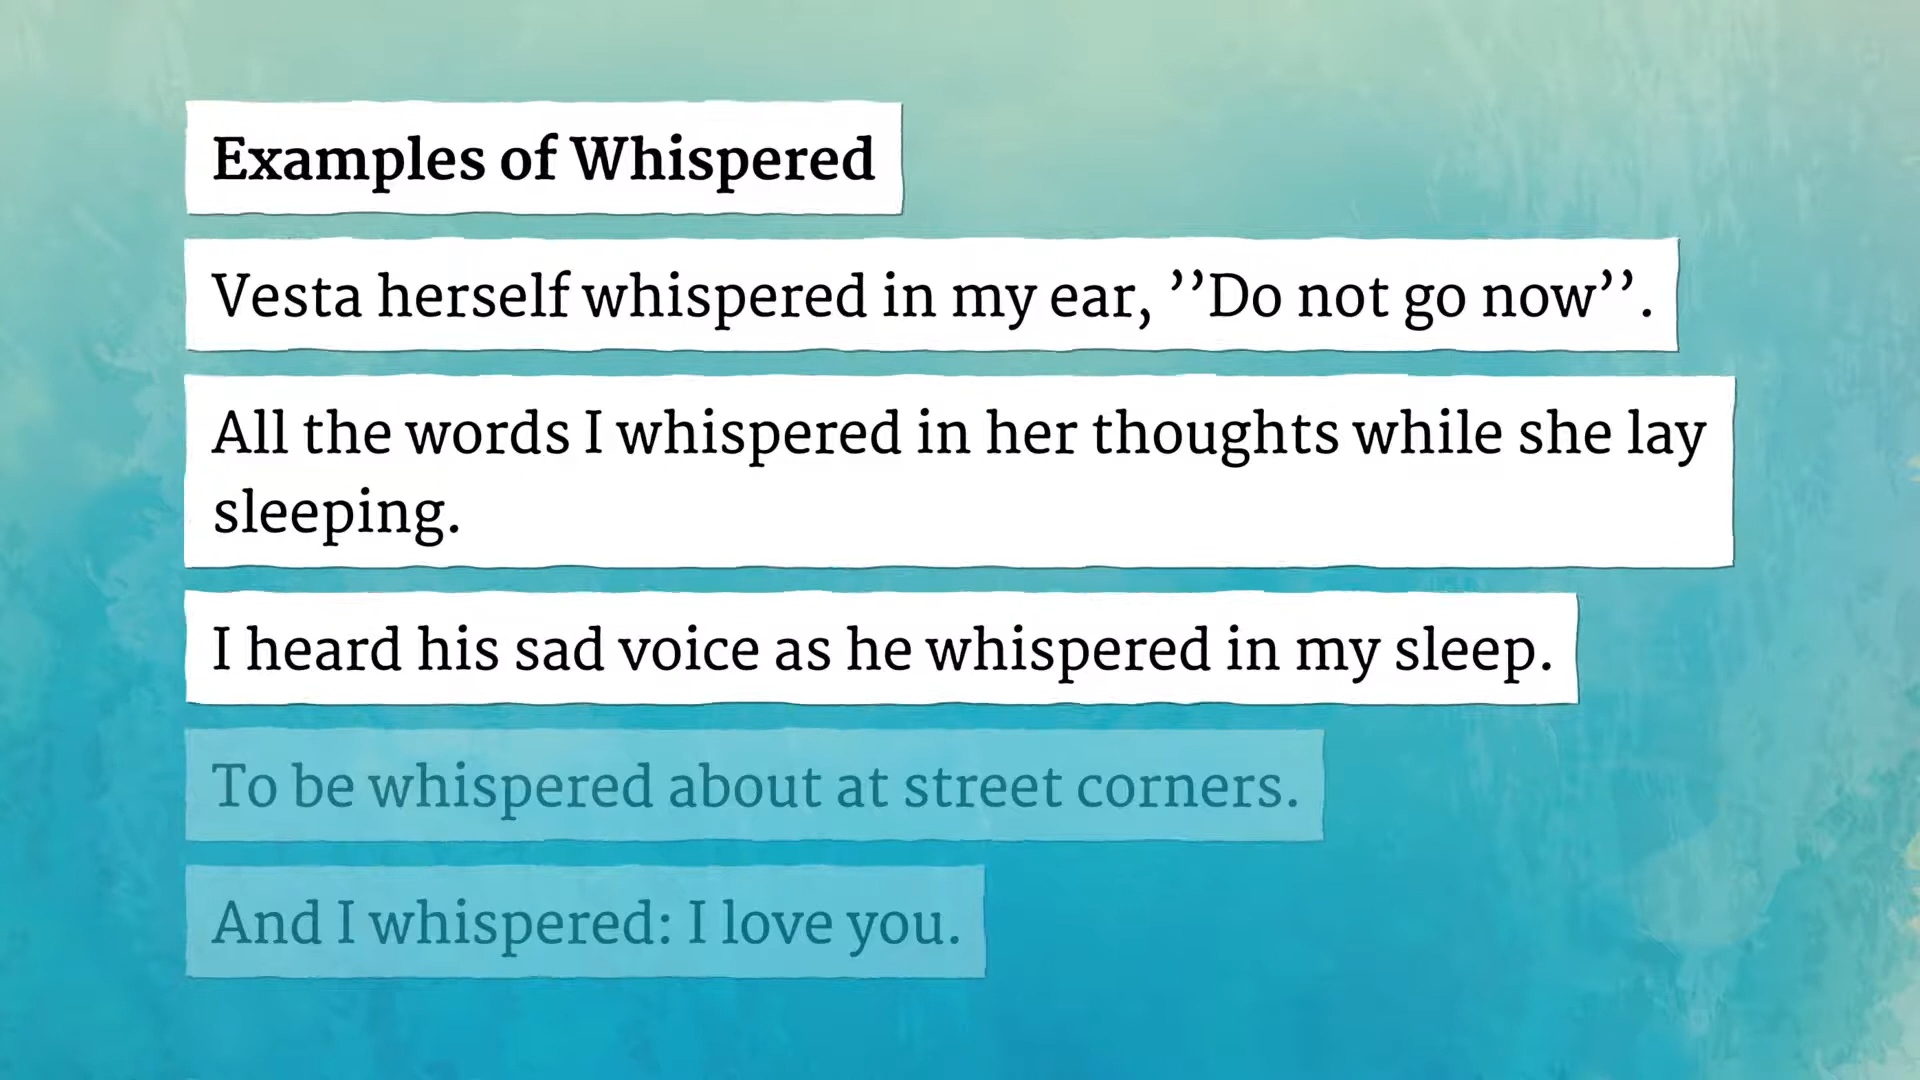 Examples of Whispered
Vesta herself whispered in my ear, ’’Do not go now’’.
All the words I whispered in her thoughts while she lay
sleeping.
I heard his sad voice as he whispered in my sleep.
To be whispered about at street corners.
And I whispered: I love you.